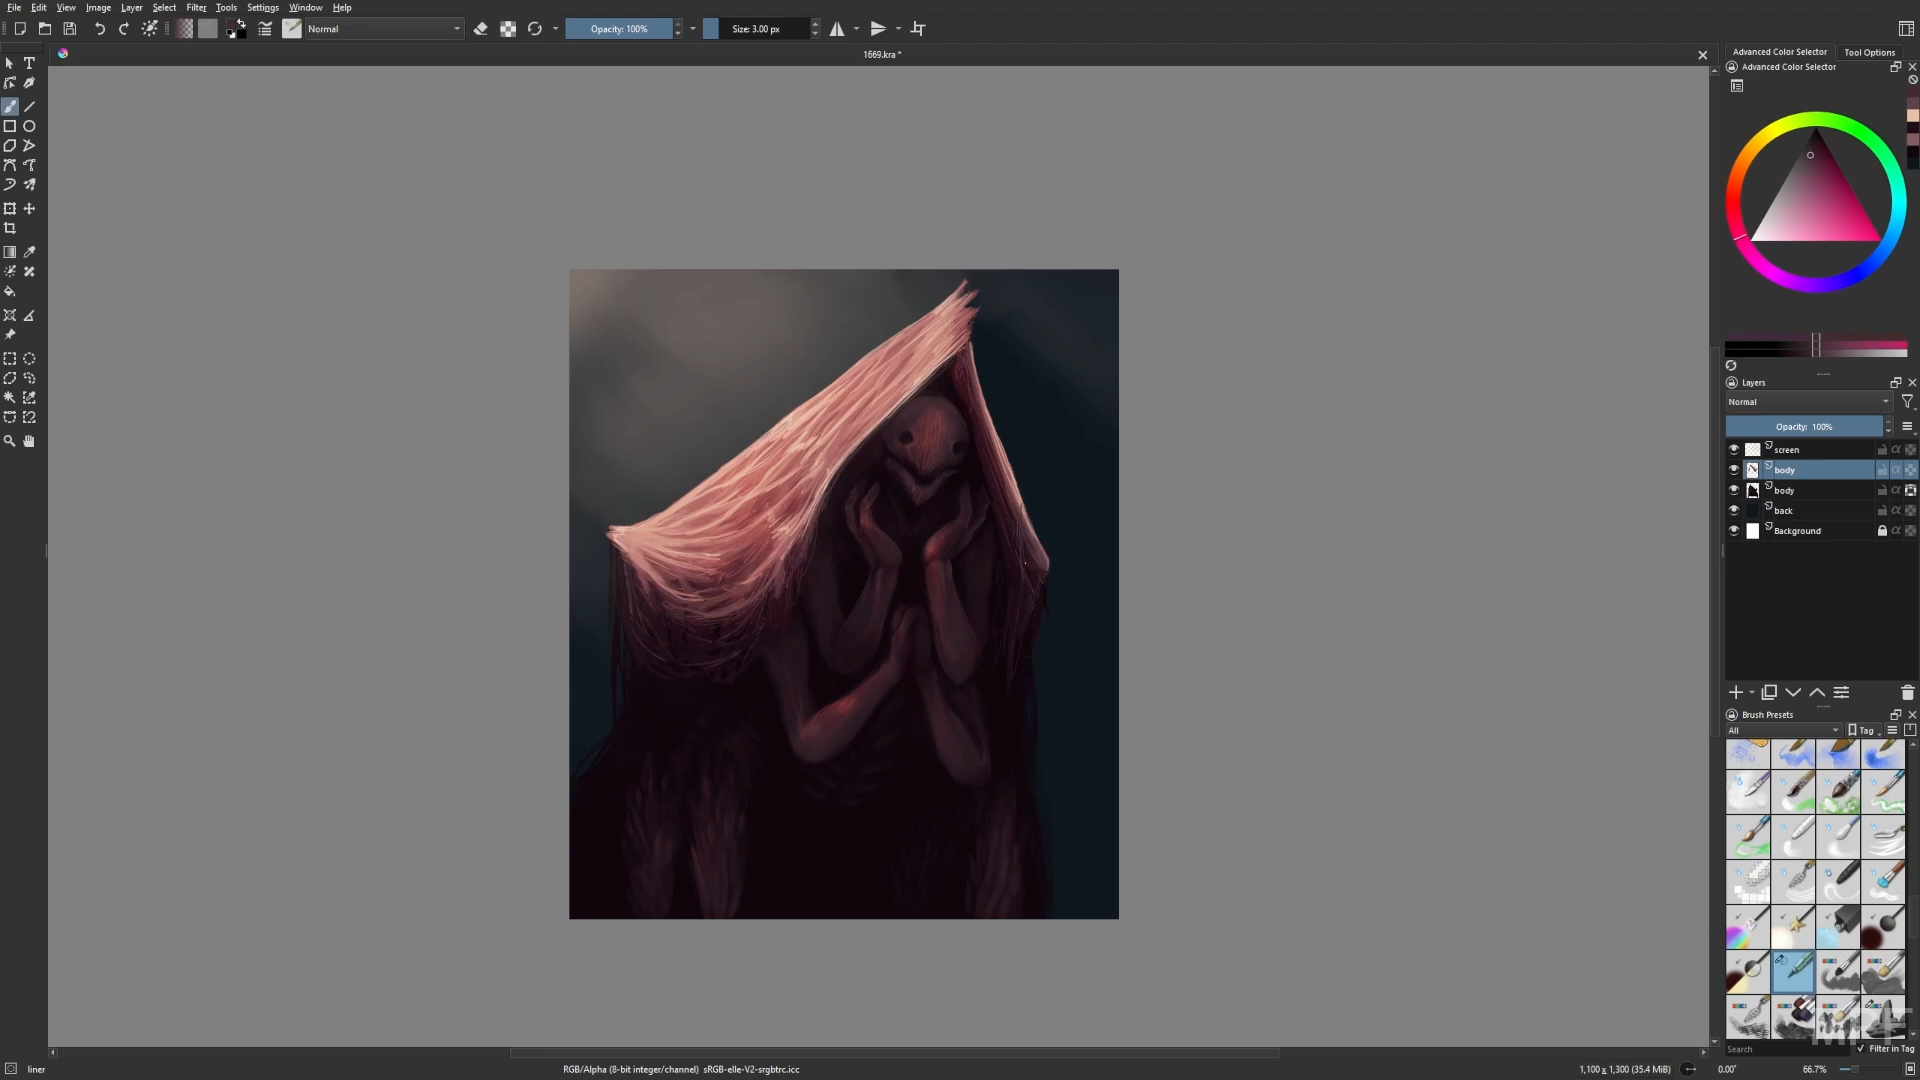 File Edit View Image Layer Select Filter Tools Settings Window Help
Normal
Opacity: 100%
Size: 3.00 px
1669.kra *
Advanced Color Selector
Tool Options
Advanced Color Selector
Layers
Normal
Opacity: 100%
screen
body
body
back
Background
Brush Presets
All
Tag
Search
Filter in Tag
liner
RGB/Alpha (8-bit integer/channel) sRGB-elle-V2-srgbtrc.icc
1,100 x 1,300 (35.4 MiB)
0.00°
66.7%